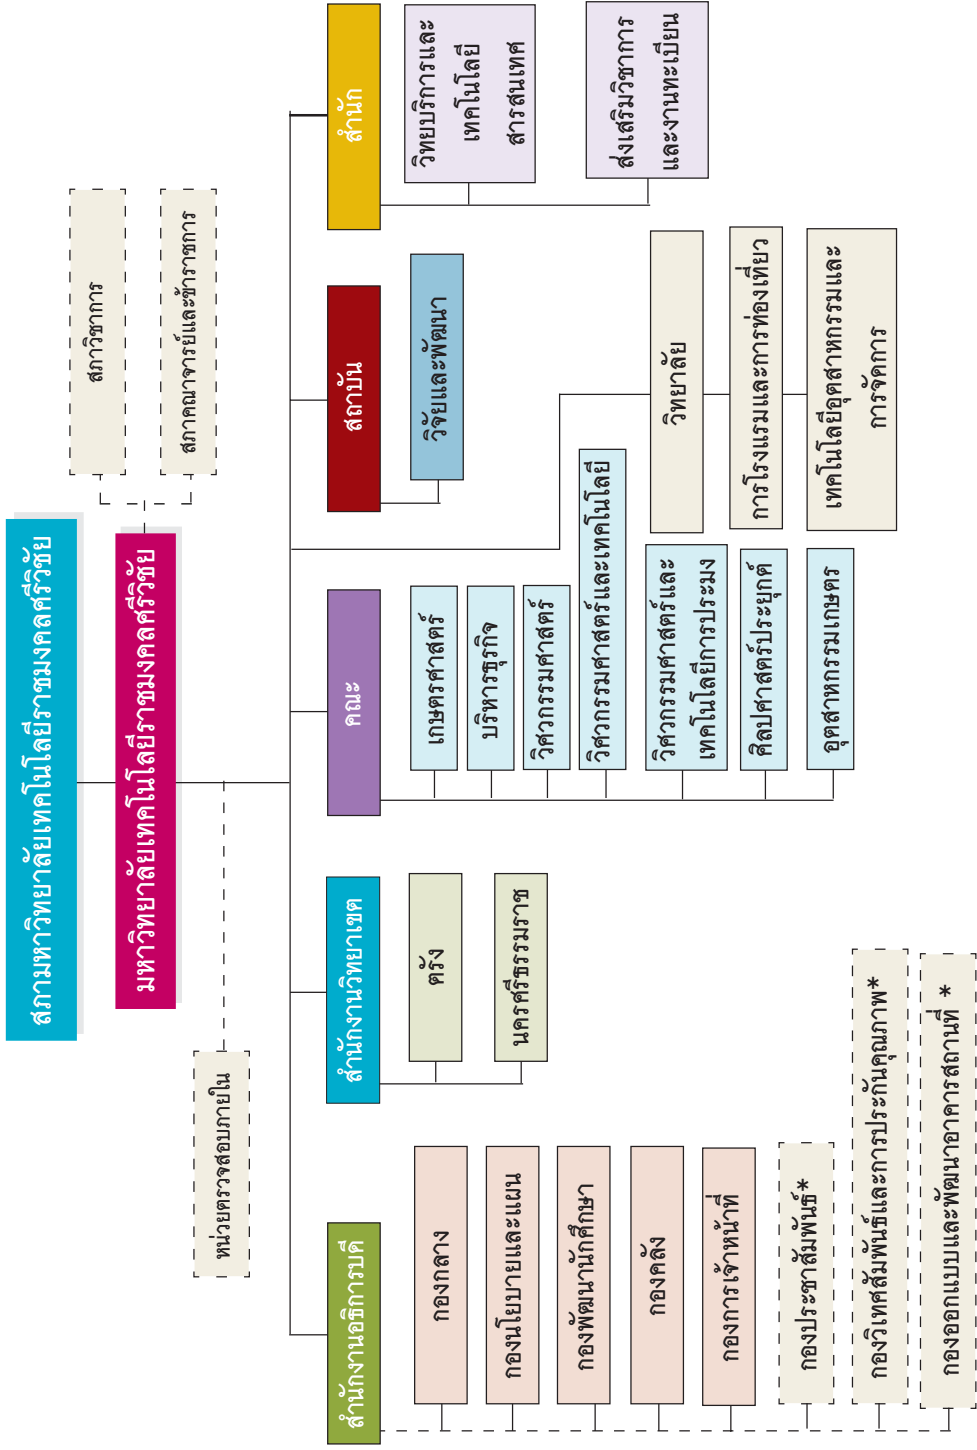 สภามหาวิทยาลัยเทคโนโลยีราชมงคลศรีวิชัย
มหาวิทยาลัยเทคโนโลยีราชมงคลศรีวิชัย
สภาวิชาการ
สภาคณาจารย์และข้าราชการ
หน่วยตรวจสอบภายใน
สำนักงานอธิการบดี
กองกลาง
กองนโยบายและแผน
กองพัฒนานักศึกษา
กองคลัง
กองการเจ้าหน้าที่
กองประชาสัมพันธ์*
กองวิเทศสัมพันธ์และการประกันคุณภาพ*
กองออกแบบและพัฒนาอาคารสถานที่ *
สำนักงานวิทยาเขต
ตรัง
นครศรีธรรมราช
คณะ
เกษตรศาสตร์
บริหารธุรกิจ
วิศวกรรมศาสตร์
วิศวกรรมศาสตร์และเทคโนโลยี
วิศวกรรมศาสตร์และ
เทคโนโลยีการประมง
ศิลปศาสตร์ประยุกต์
อุตสาหกรรมเกษตร
วิทยาลัย
การโรงแรมและการท่องเที่ยว
เทคโนโลยีอุตสาหกรรมและ
การจัดการ
สถาบัน
วิจัยและพัฒนา
สำนัก
วิทยบริการและ
เทคโนโลยี
สารสนเทศ
ส่งเสริมวิชาการ
และงานทะเบียน